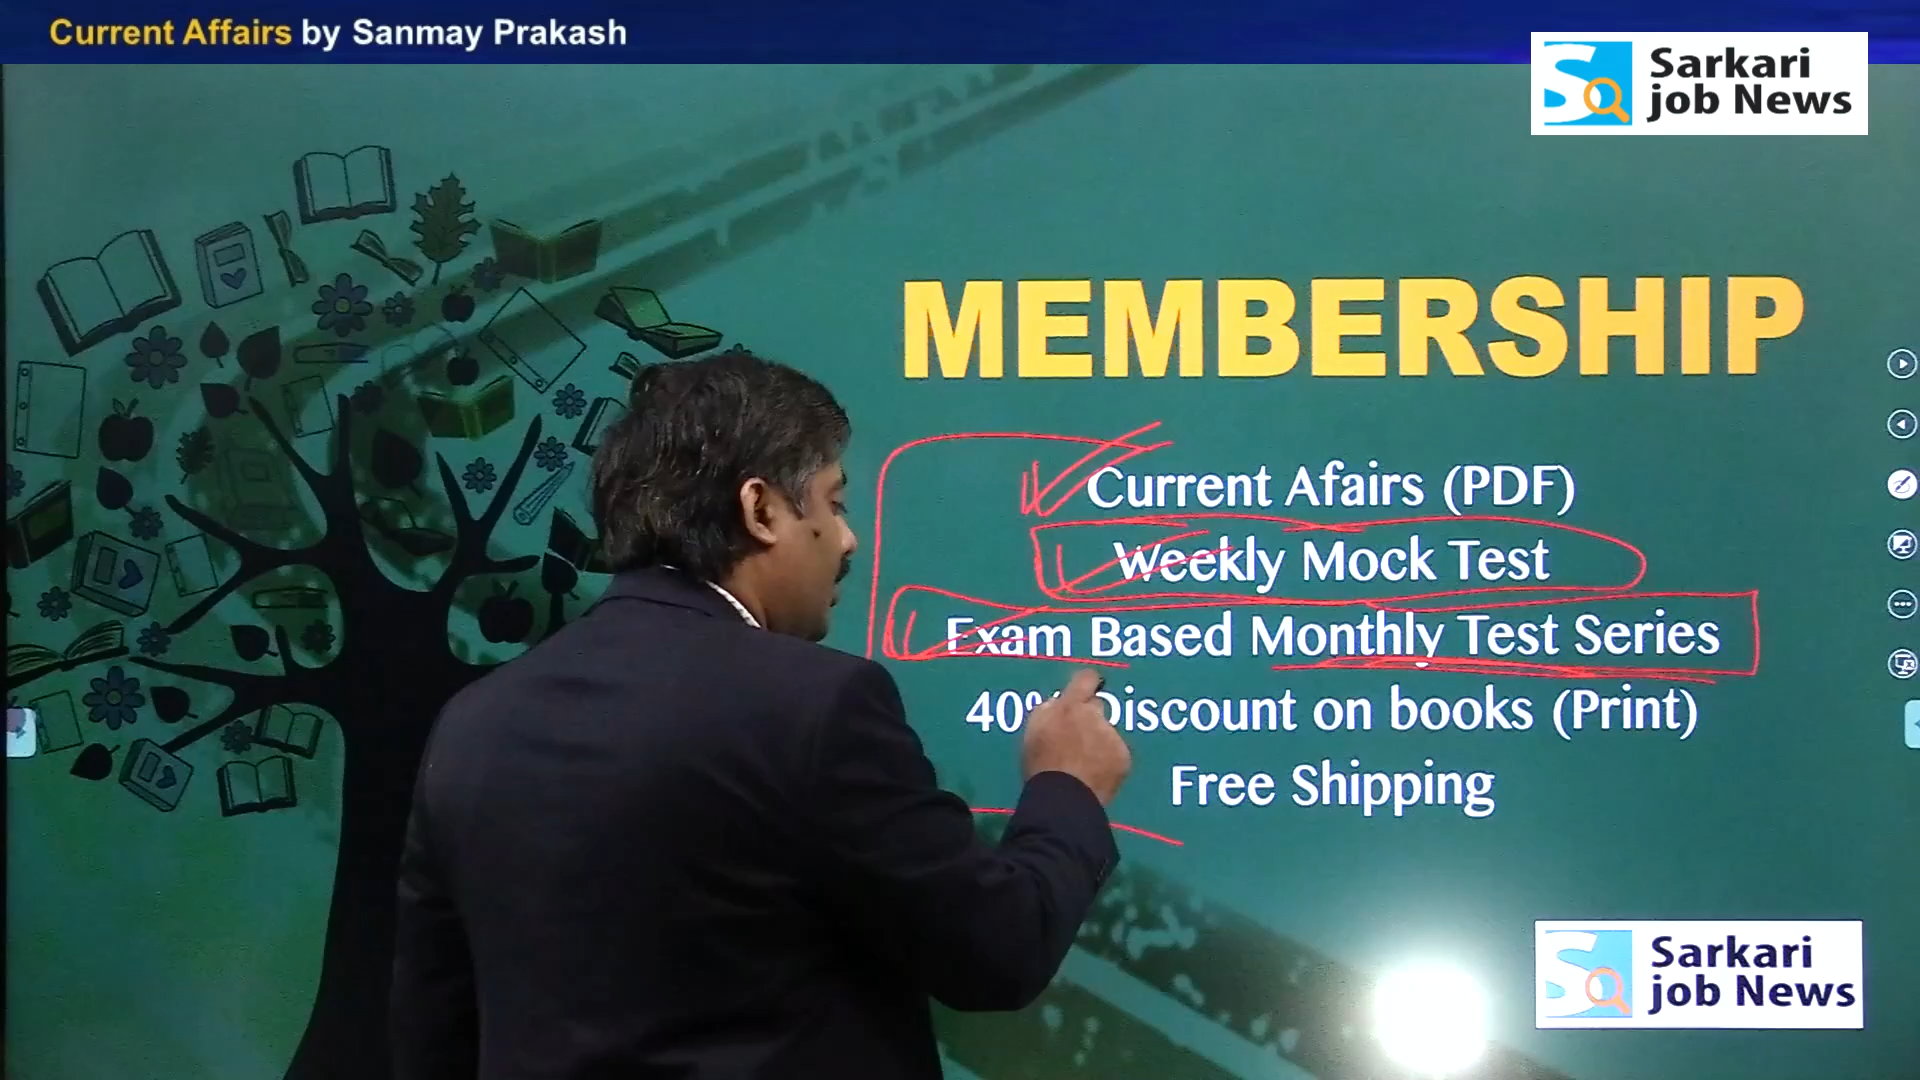 Current Affairs by Sanmay Prakash
Sarkari
job News
MEMBERSHIP
Current Afairs (PDF)
Weekly Mock Test
Exam Based Monthly Test Series
40% Discount on books (Print)
Free Shipping
Sarkari
job News